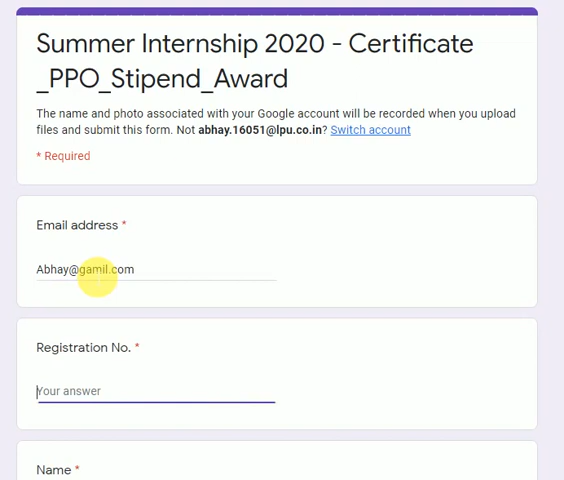 Summer Internship 2020 - Certificate
_PPO_Stipend_Award
The name and photo associated with your Google account will be recorded when you upload
files and submit this form. Not abhay.16051@lpu.co.in? Switch account
* Required
Email address *
Abhay@gamil.com
Registration No. *
Your answer
Name *